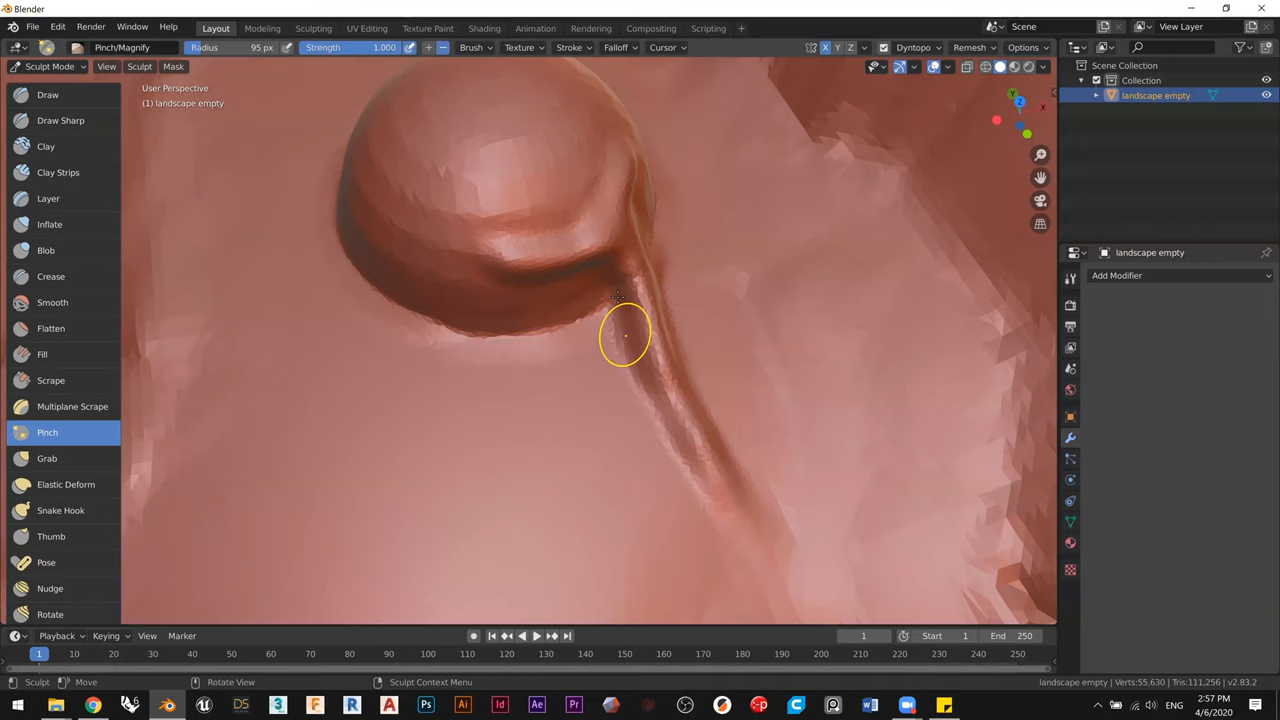 Blender
File Edit Render Window Help Layout Modeling Sculpting UV Editing Texture Paint Shading Animation Rendering Compositing Scripting Scene View Layer
Pinch/Magnify Radius 95 px Strength 1.000 Brush Texture Stroke Falloff Cursor X Y Z Dyntopo Remesh Options
Sculpt Mode View Sculpt Mask
User Perspective
(1) landscape empty
Draw
Draw Sharp
Clay
Clay Strips
Layer
Inflate
Blob
Crease
Smooth
Flatten
Fill
Scrape
Multiplane Scrape
Pinch
Grab
Elastic Deform
Snake Hook
Thumb
Pose
Nudge
Rotate
Y
Z
X
Scene Collection
Collection
landscape empty
landscape empty
Add Modifier
Playback Keying View Marker 1 Start 1 End 250
1 10 20 30 40 50 60 70 80 90 100 110 120 130 140 150 160 170 180 190 200 210 220 230 240 250
Sculpt Move Rotate View Sculpt Context Menu landscape empty | Verts:55,630 | Tris:111,256 | v2.83.2
DS 3 F R A Ps Ai Id Ae Pr ENG 2:57 PM
4/6/2020